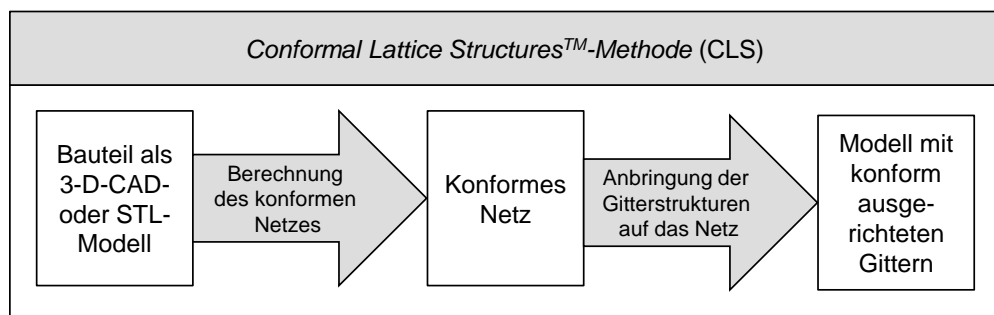 Conformal Lattice Structures™-Methode (CLS)
Bauteil als
3-D-CAD-
oder STL-
Modell
Berechnung
des konformen
Netzes
Konformes
Netz
Anbringung der
Gitterstrukturen
auf das Netz
Modell mit
konform
ausge-
richteten
Gittern